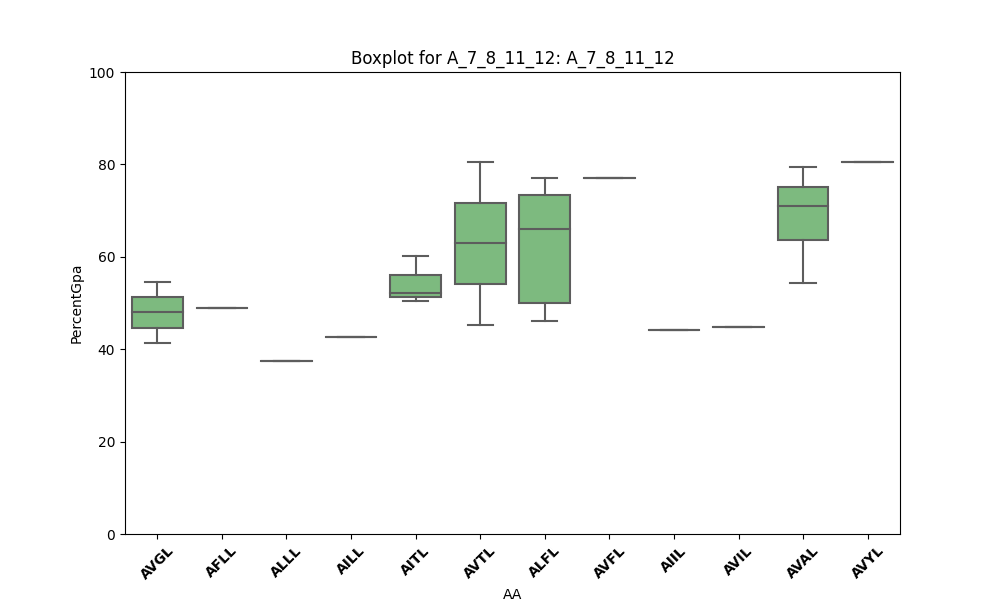 Boxplot for A_7_8_11_12: A_7_8_11_12
PercentGpa
100
80
60
40
20
0
AVGL AFLL ALLL AILL AITL AVTL ALFL AVFL AIIL AVIL AVAL AVYL
AA